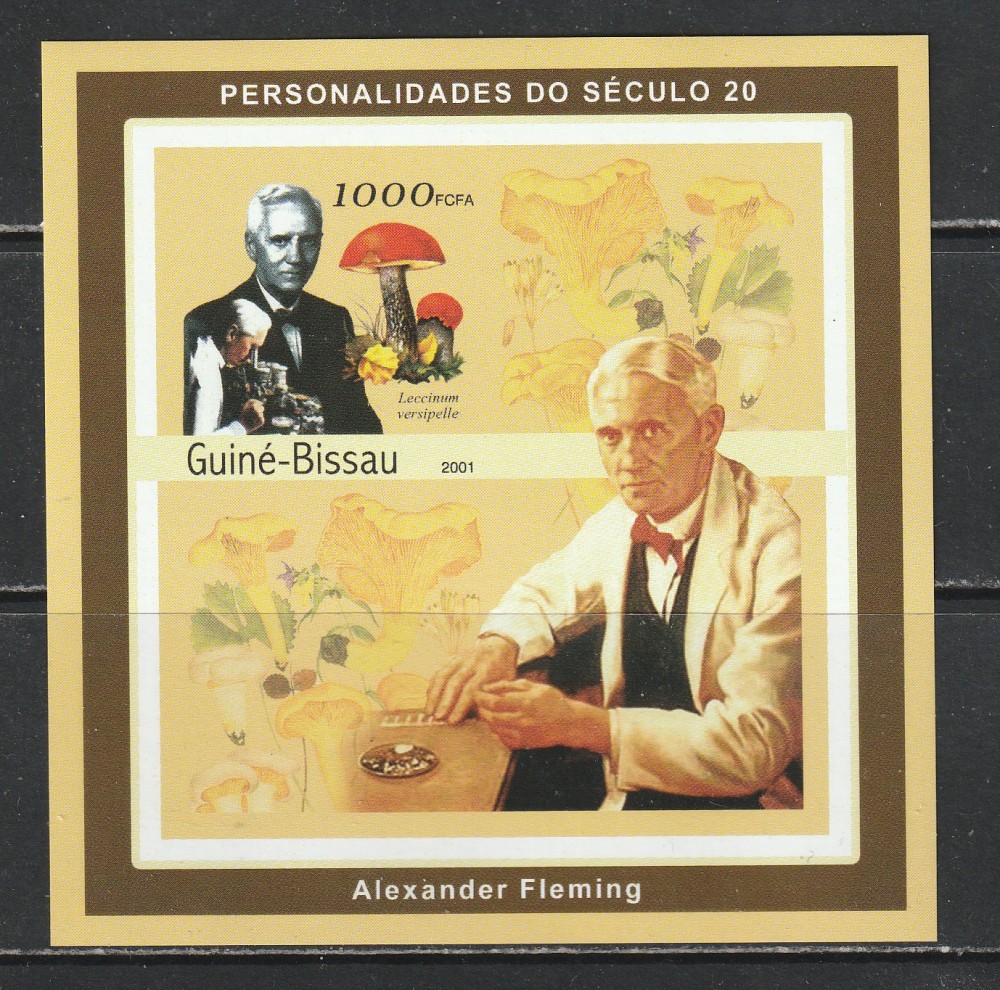 PERSONALIDADES DO SÉCULO 20
1000FCFA
Leccinum
versipelle
Guiné-Bissau 2001
Alexander Fleming